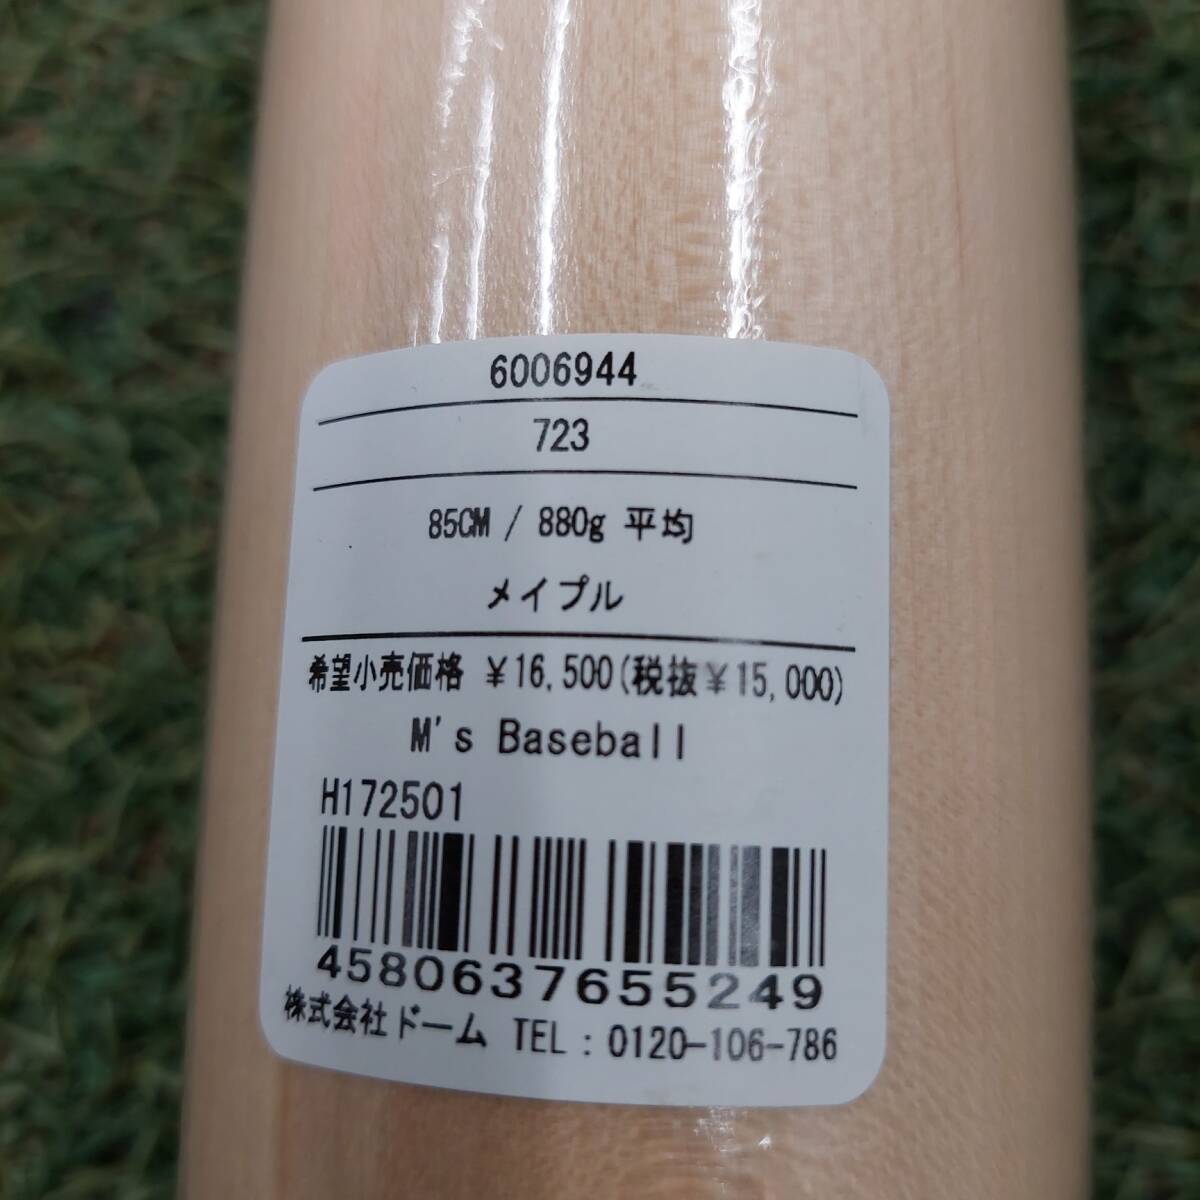 6006944
723
85CM / 880g 平均
メイプル
希望小売価格 ¥16,500(税抜¥15,000)
M's Baseball
H172501
4580637655249
株式会社ドーム TEL : 0120-106-786